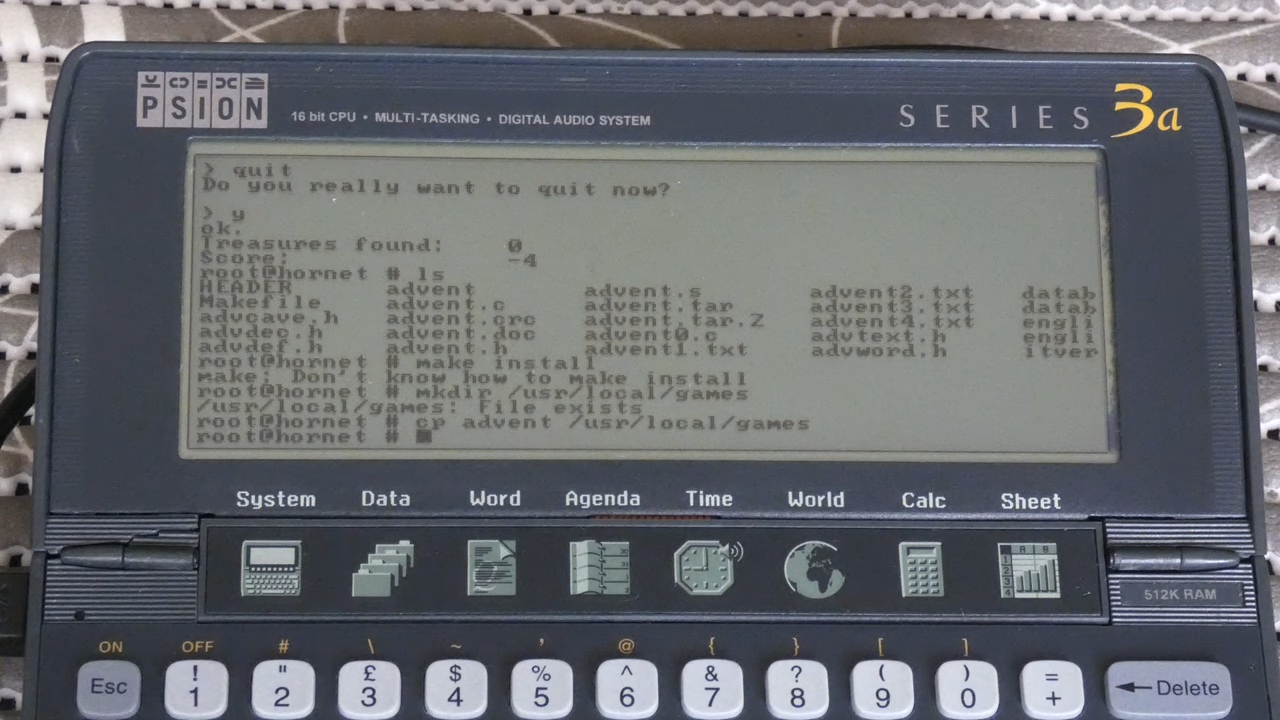 PSION
16 bit CPU • MULTI-TASKING • DIGITAL AUDIO SYSTEM
SERIES 3a
> quit
Do you really want to quit now?
> y
ok.
Treasures found: 0
Score: -4
root@hornet # ls
HEADER advent advent.s advent2.txt datab
Makefile advent.c advent.tar advent3.txt datab
advcave.h advent.crc advent.tar.Z advent4.txt engli
advdec.h advent.doc advent0.c advtext.h engli
advdef.h advent.h advent1.txt advword.h itver
root@hornet # make install
make: Don't know how to make install
root@hornet # mkdir /usr/local/games
/usr/local/games: File exists
root@hornet # cp advent /usr/local/games
root@hornet #
System Data Word Agenda Time World Calc Sheet
512K RAM
ON OFF # \ ~ ' @ { } [ ]
! " £ $ % ^ & ? ( ) =
Esc 1 2 3 4 5 6 7 8 9 0 + ←Delete